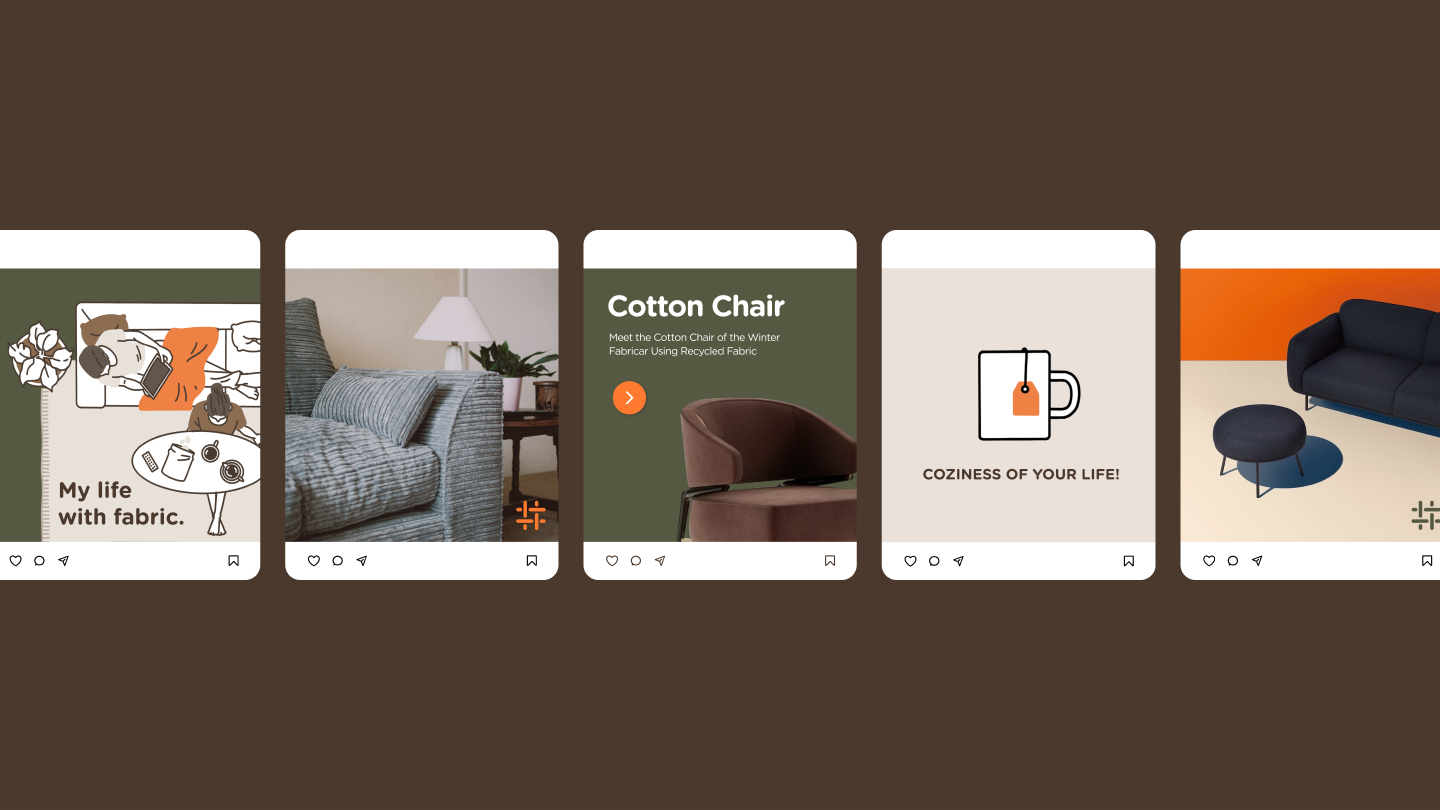 My life
with fabric.
Cotton Chair
Meet the Cotton Chair of the Winter
Fabricar Using Recycled Fabric
COZINESS OF YOUR LIFE!